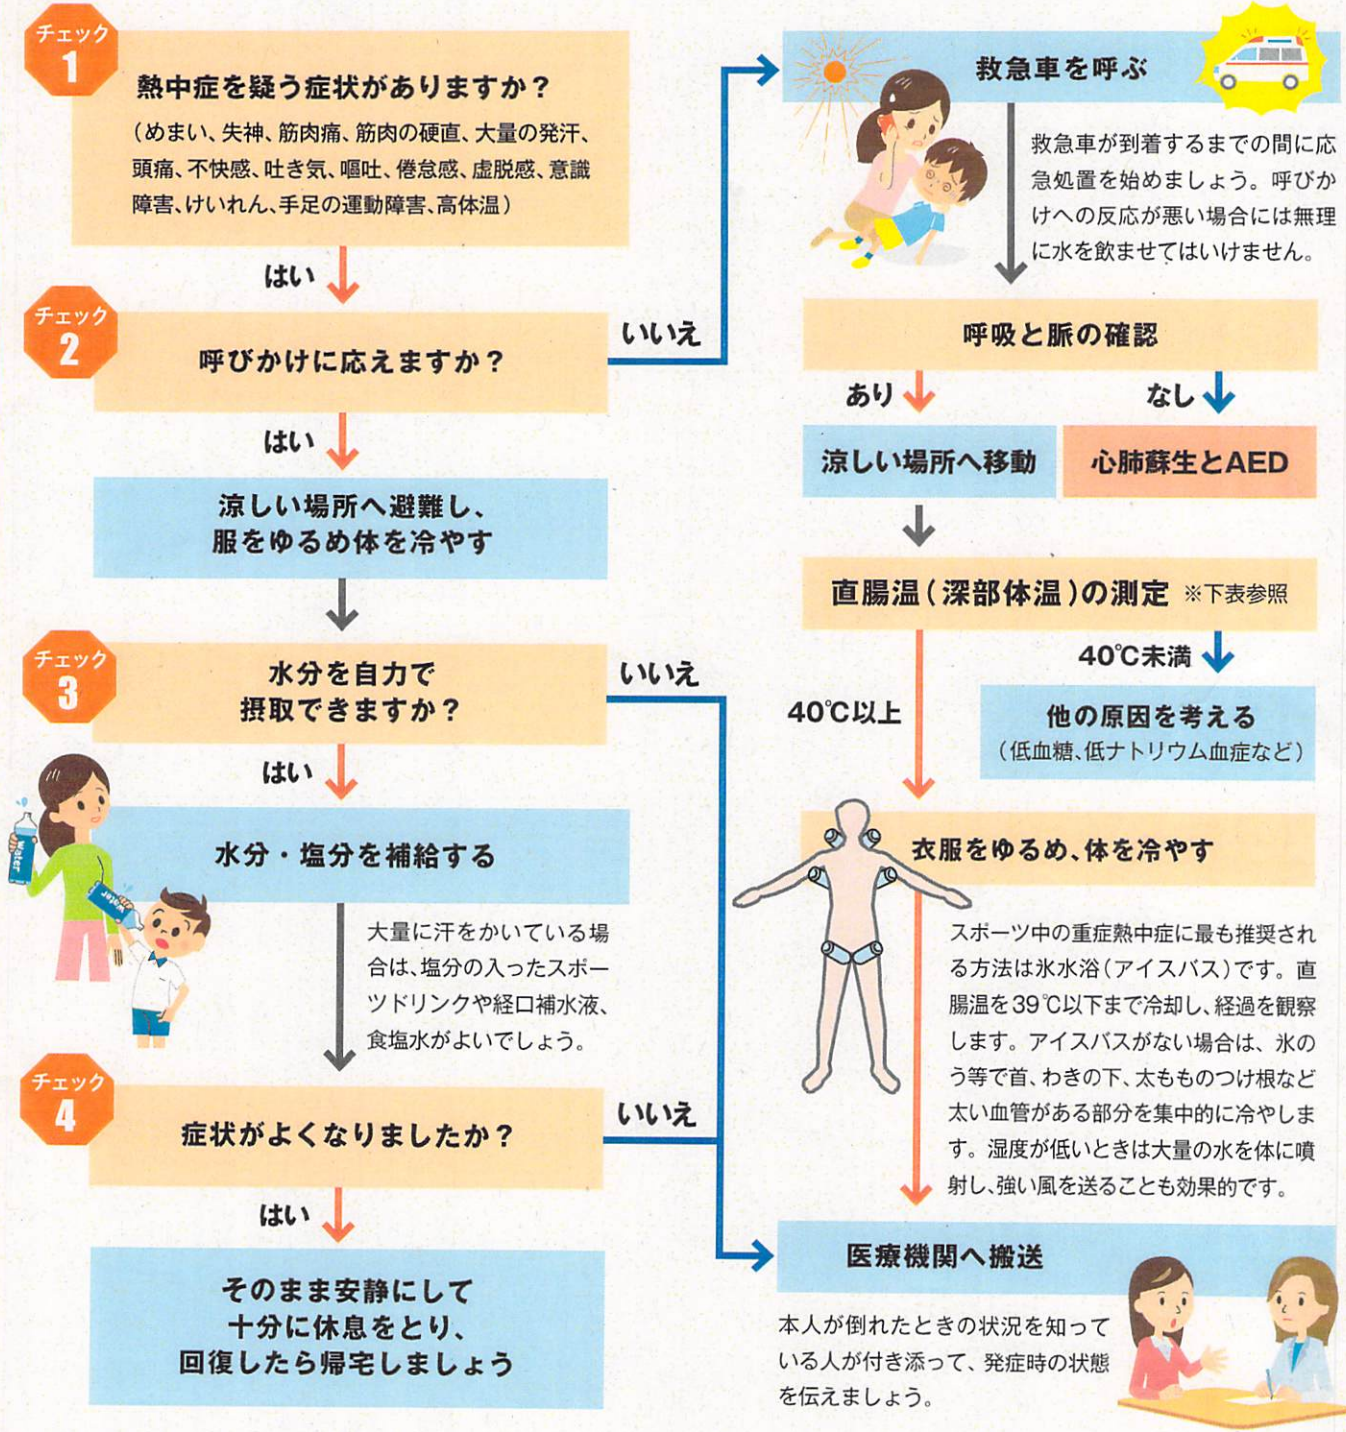 チェック
1
熱中症を疑う症状がありますか？
（めまい、失神、筋肉痛、筋肉の硬直、大量の発汗、
頭痛、不快感、吐き気、嘔吐、倦怠感、虚脱感、意識
障害、けいれん、手足の運動障害、高体温）
はい
チェック
2
呼びかけに応えますか？
いいえ
はい
涼しい場所へ避難し、
服をゆるめ体を冷やす
チェック
3
水分を自力で
摂取できますか？
いいえ
はい
water
water
水分・塩分を補給する
大量に汗をかいている場
合は、塩分の入ったスポー
ツドリンクや経口補水液、
食塩水がよいでしょう。
チェック
4
症状がよくなりましたか？
いいえ
はい
そのまま安静にして
十分に休息をとり、
回復したら帰宅しましょう
救急車を呼ぶ
救急車が到着するまでの間に応
急処置を始めましょう。呼びか
けへの反応が悪い場合には無理
に水を飲ませてはいけません。
呼吸と脈の確認
あり
なし
涼しい場所へ移動
心肺蘇生とAED
直腸温（深部体温）の測定 ※下表参照
40℃未満
40℃以上
他の原因を考える
（低血糖、低ナトリウム血症など）
衣服をゆるめ、体を冷やす
スポーツ中の重症熱中症に最も推奨され
る方法は氷水浴（アイスバス）です。直
腸温を39℃以下まで冷却し、経過を観察
します。アイスバスがない場合は、氷の
う等で首、わきの下、太もものつけ根など
太い血管がある部分を集中的に冷やしま
す。湿度が低いときは大量の水を体に噴
射し、強い風を送ることも効果的です。
医療機関へ搬送
本人が倒れたときの状況を知って
いる人が付き添って、発症時の状態
を伝えましょう。